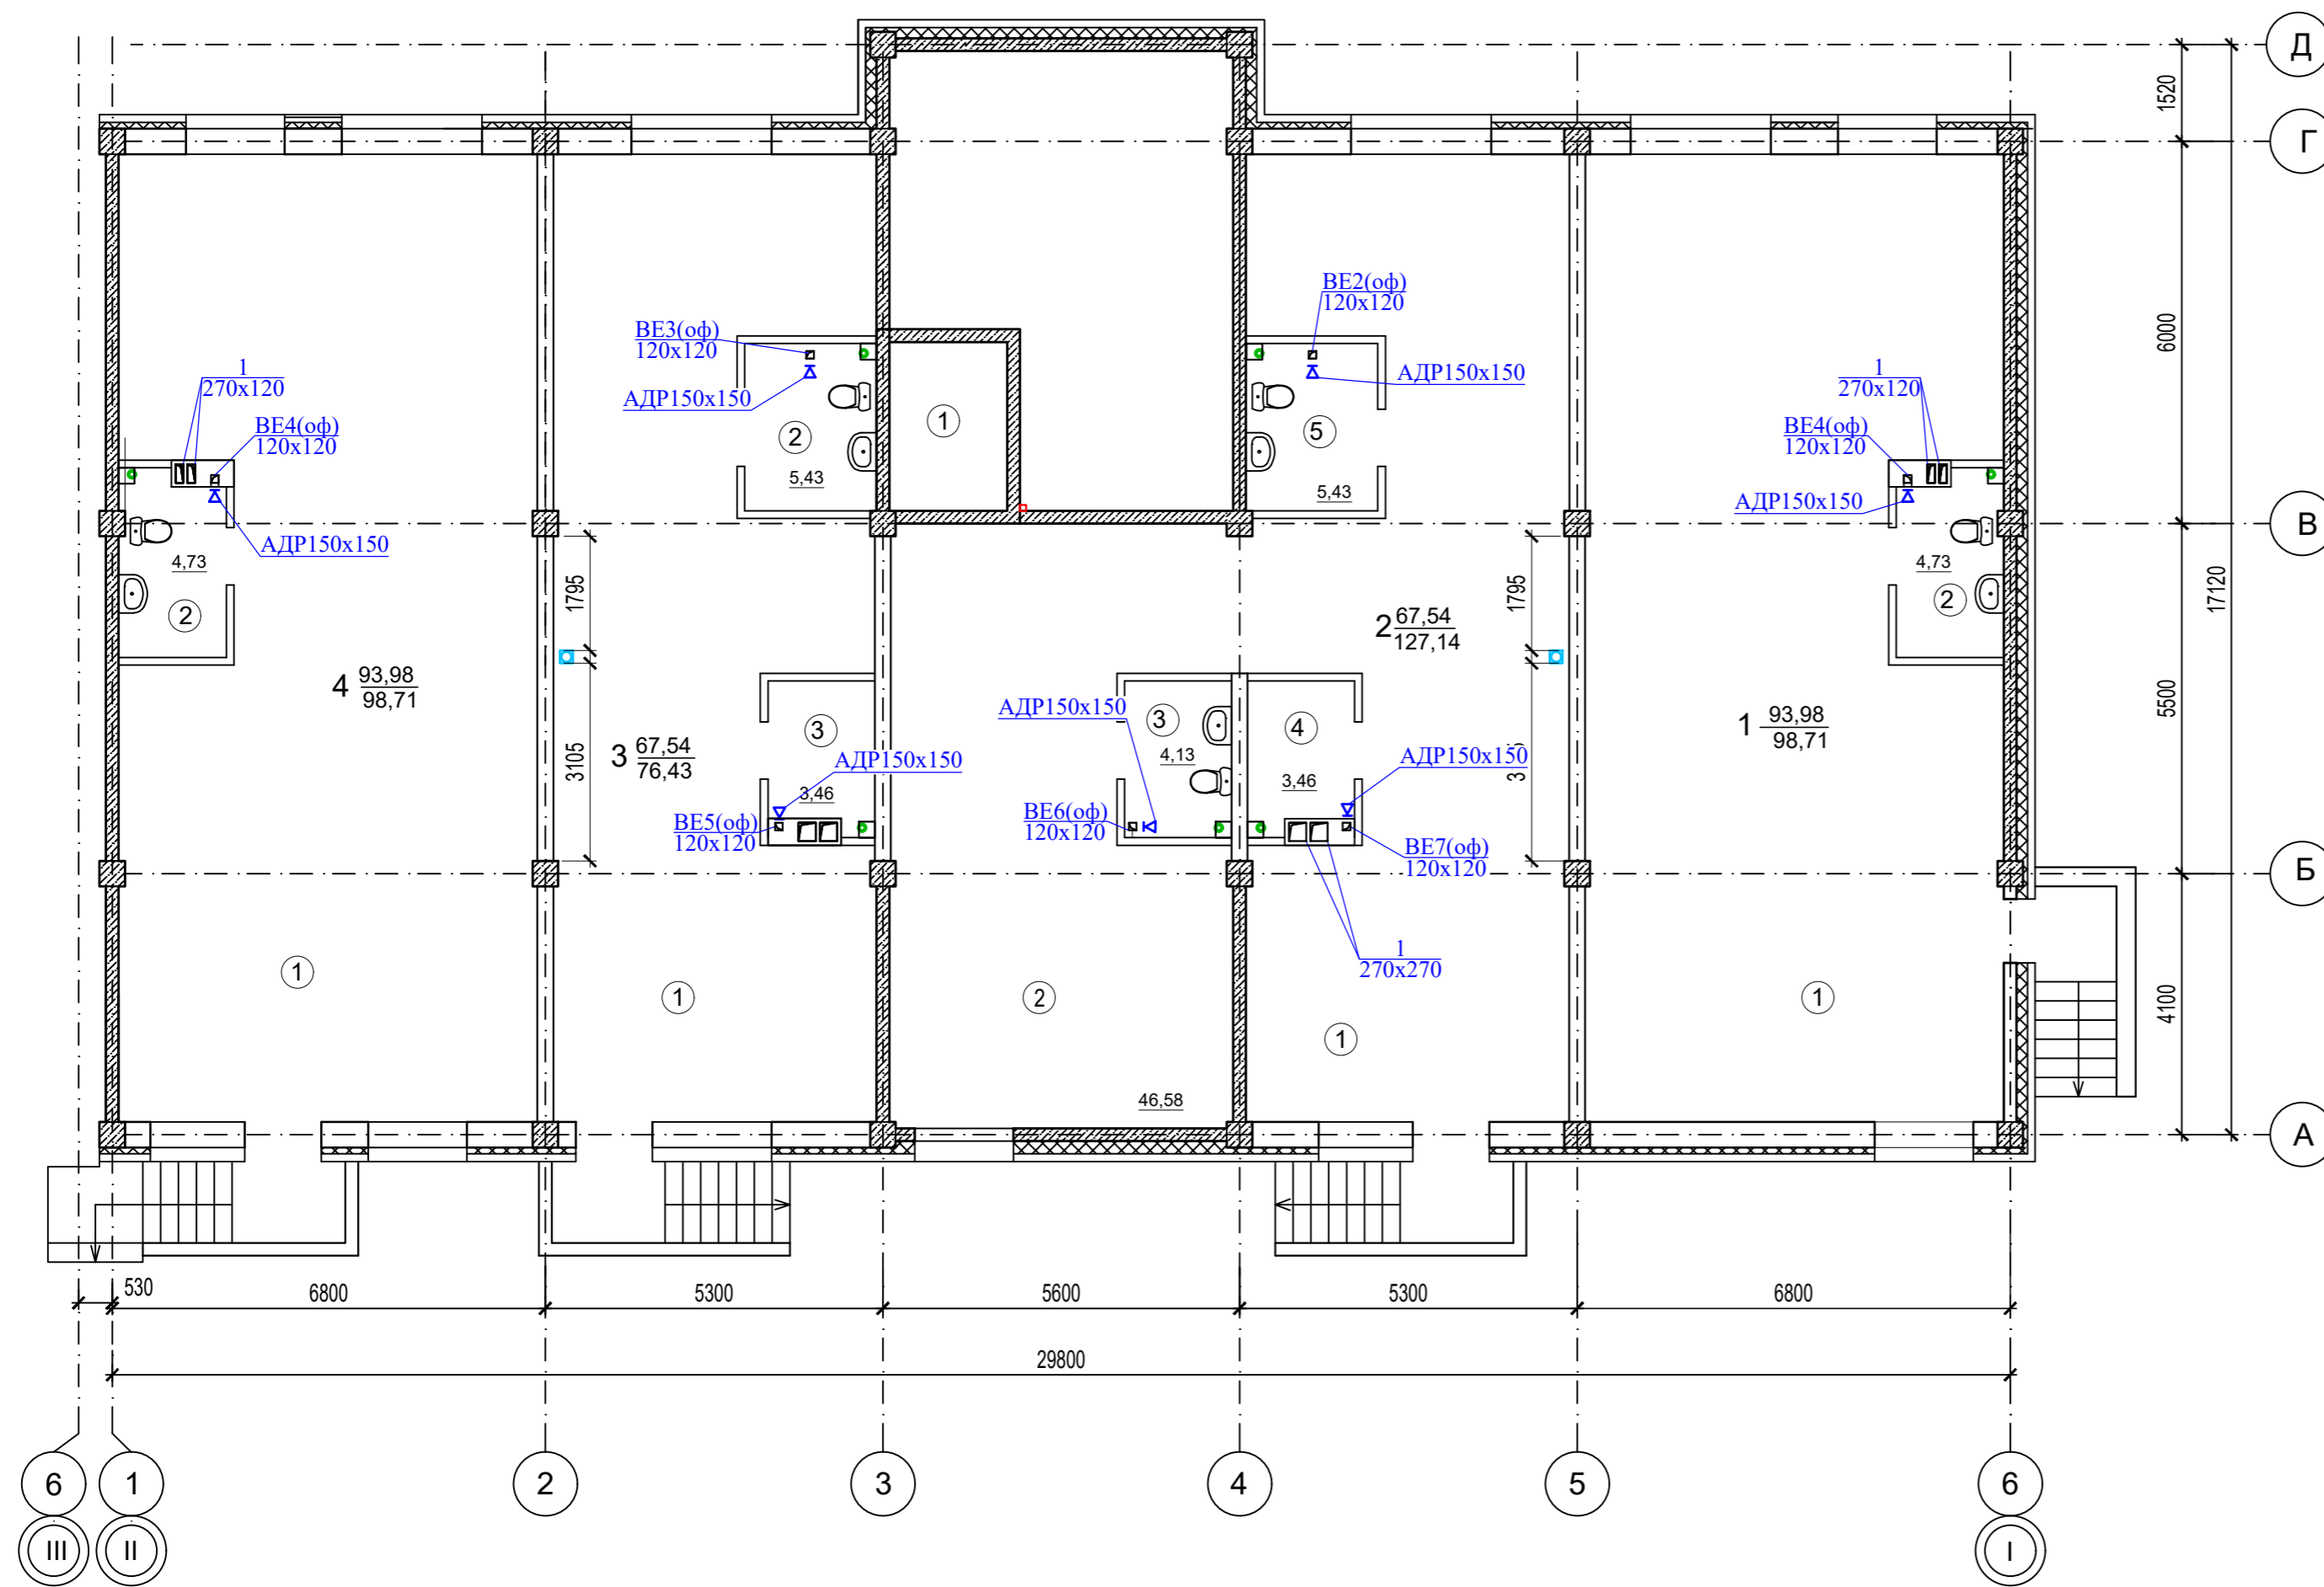 Д
1520
Г
ВЕ2(оф)
120х120
ВЕ3(оф)
120х120
6000
1
270х120
АДР150х150
1
270х120
АДР150х150
ВЕ4(оф)
120х120
2
1
5
ВЕ4(оф)
120х120
5,43
5,43
АДР150х150
АДР150х150
В
4,73
4,73
1795
1795
17120
2
2
2 67,54
127,14
4 93,98
98,71
АДР150х150
3
3
4
1 93,98
98,71
5500
3 67,54
76,43
3105
АДР150х150
4,13
АДР150х150
3,46
3,46
3
ВЕ5(оф)
120х120
ВЕ6(оф)
120х120
ВЕ7(оф)
120х120
Б
1
270х270
1
1
2
1
1
4100
46,58
А
530
6800
5300
5600
5300
6800
29800
6
1
2
3
4
5
6
III
II
I